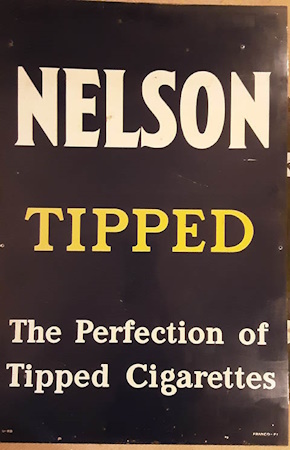 NELSON
TIPPED
The Perfection of
Tipped Cigarettes